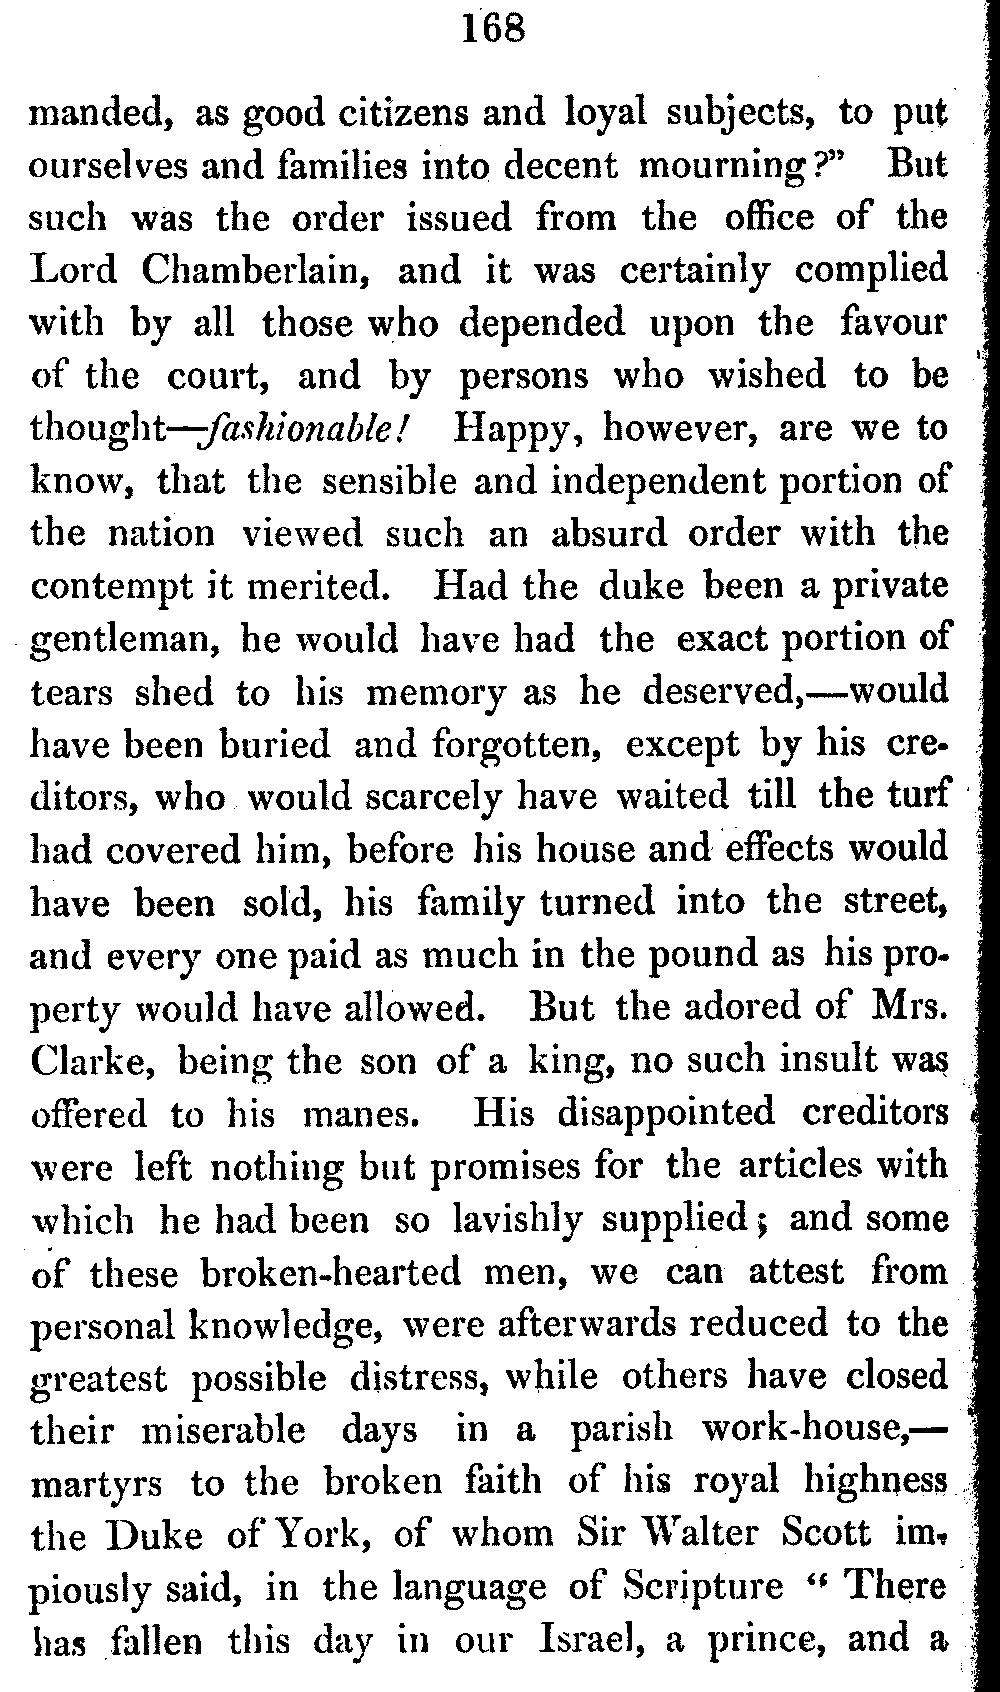 168
manded, as good citizens and loyal subjects, to put
ourselves and families into decent mourning?” But
such was the order issued from the office of the
Lord Chamberlain, and it was certainly complied
with by all those who depended upon the favour
of the court, and by persons who wished to be
thought—fashionable! Happy, however, are we to
know, that the sensible and independent portion of
the nation viewed such an absurd order with the
contempt it merited. Had the duke been a private
gentleman, he would have had the exact portion of
tears shed to his memory as he deserved,—would
have been buried and forgotten, except by his cre-
ditors, who would scarcely have waited till the turf
had covered him, before his house and effects would
have been sold, his family turned into the street,
and every one paid as much in the pound as his pro-
perty would have allowed. But the adored of Mrs.
Clarke, being the son of a king, no such insult was
offered to his manes. His disappointed creditors
were left nothing but promises for the articles with
which he had been so lavishly supplied; and some
of these broken-hearted men, we can attest from
personal knowledge, were afterwards reduced to the
greatest possible distress, while others have closed
their miserable days in a parish work-house,—
martyrs to the broken faith of his royal highness
the Duke of York, of whom Sir Walter Scott im-
piously said, in the language of Scripture “ There
has fallen this day in our Israel, a prince, and a